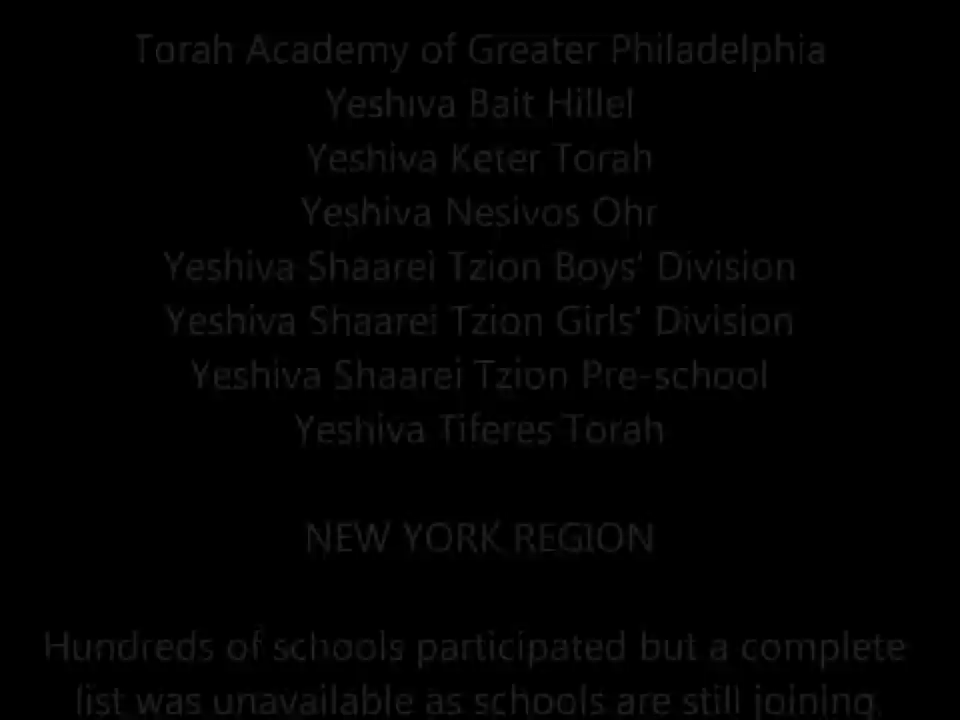 Torah Academy of Greater Philadelphia
Yeshiva Bait Hillel
Yeshiva Keter Torah
Yeshiva Nesivos Ohr
Yeshiva Shaarei Tzion Boys' Division
Yeshiva Shaarei Tzion Girls' Division
Yeshiva Shaarei Tzion Pre-school
Yeshiva Tiferes Torah
NEW YORK REGION
Hundreds of schools participated but a complete
list was unavailable as schools are still joining.